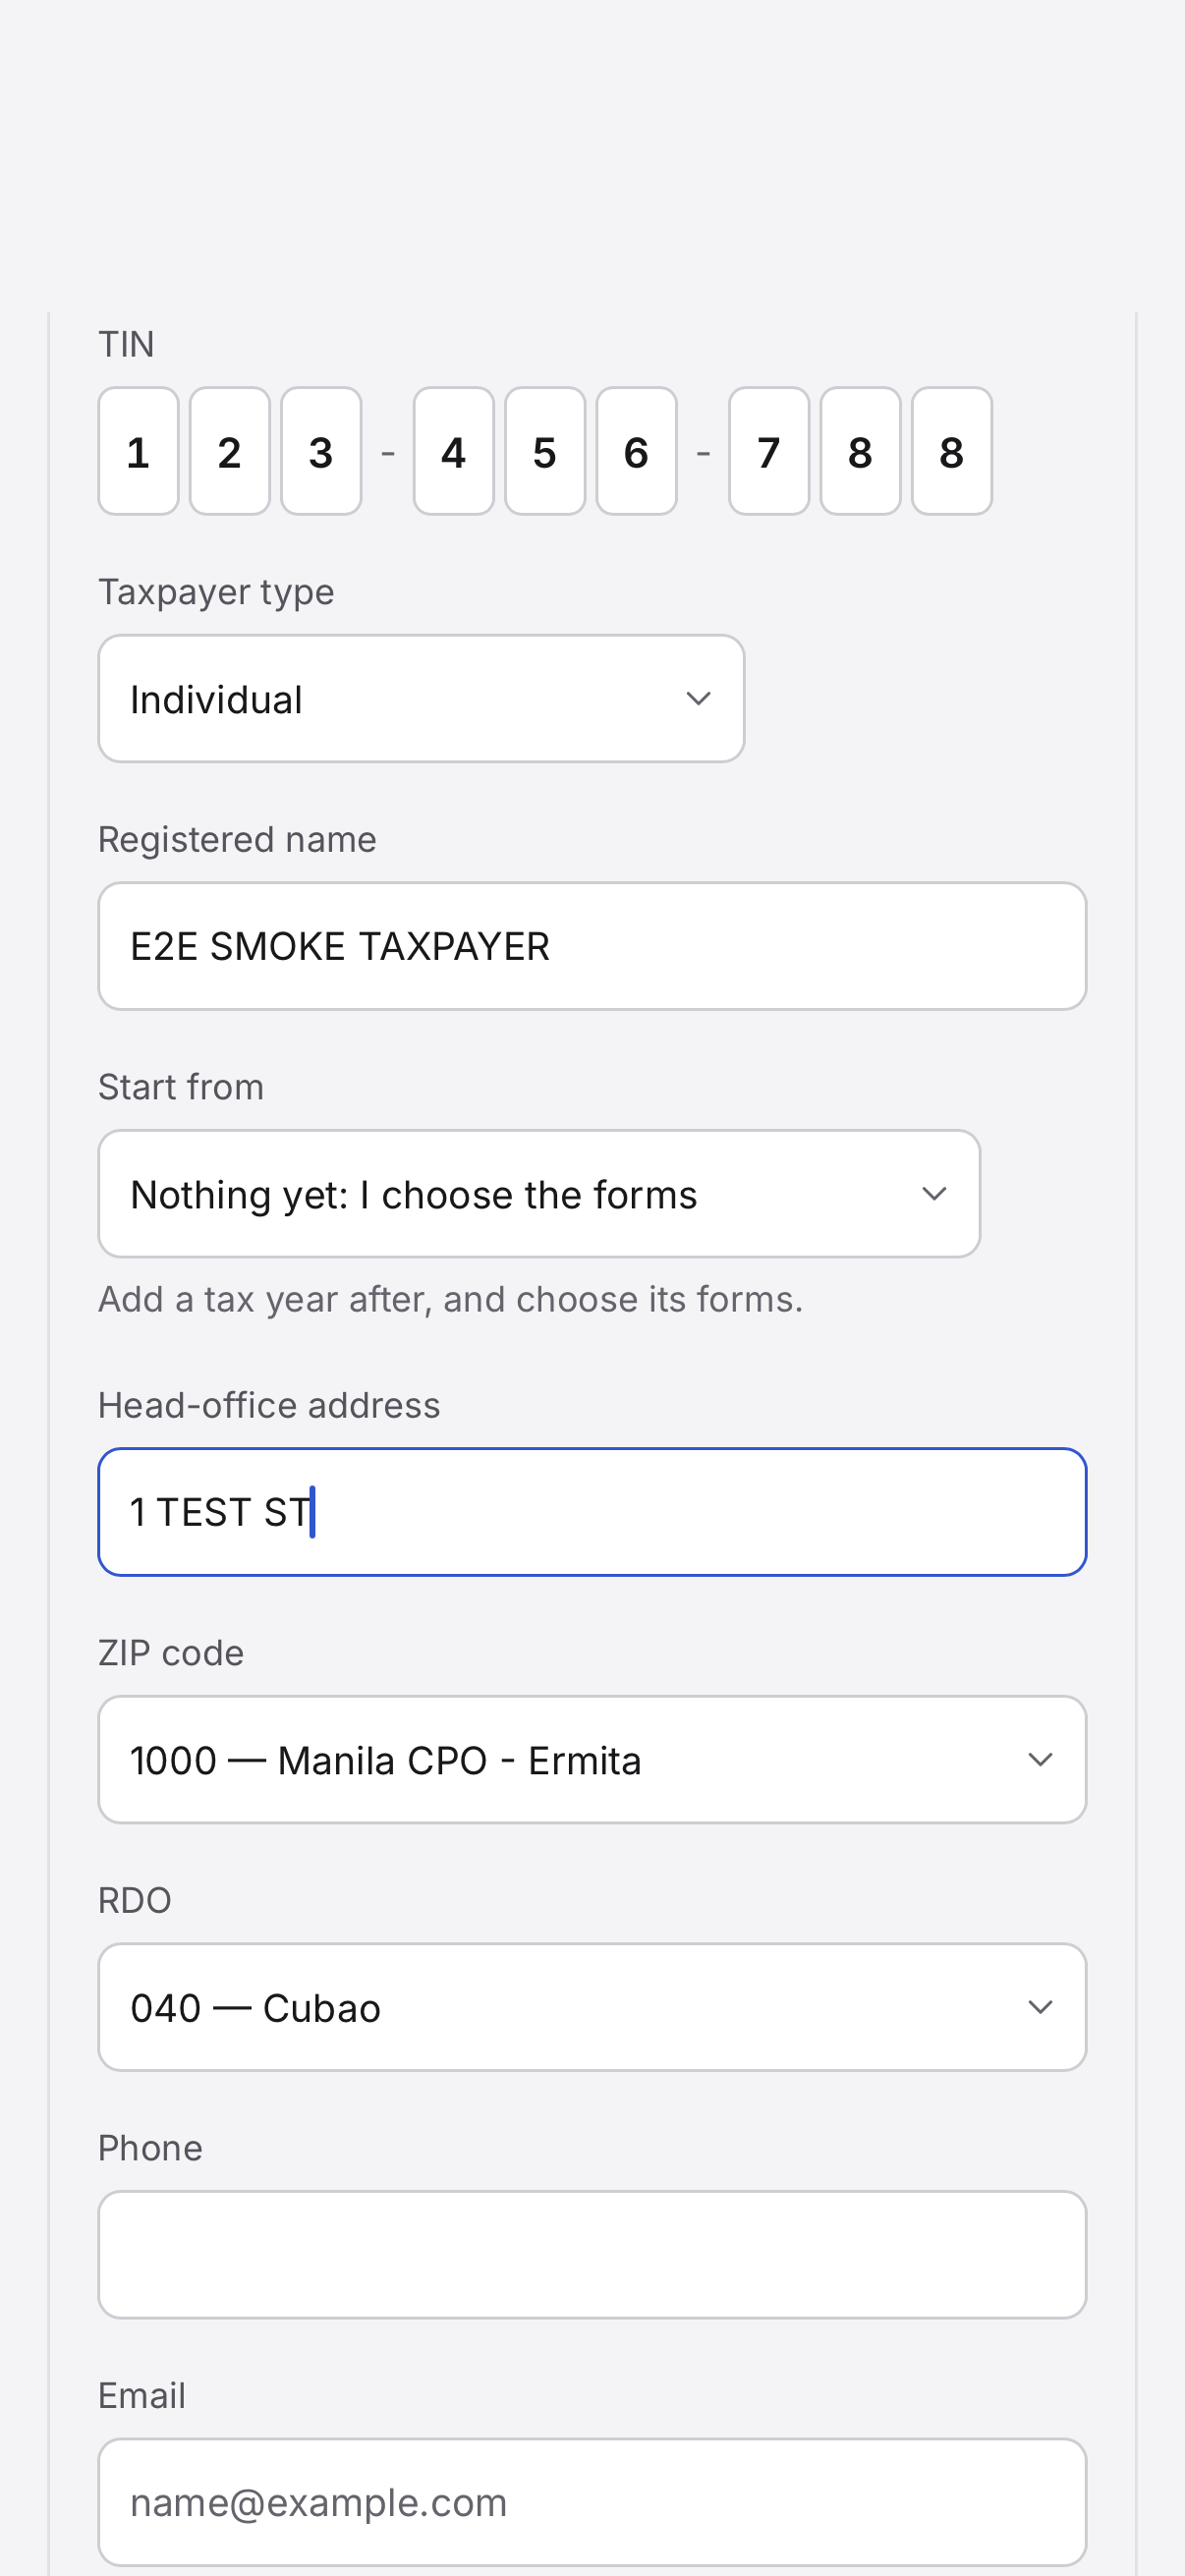 TIN
1 2 3 - 4 5 6 - 7 8 8
Taxpayer type
Individual
Registered name
E2E SMOKE TAXPAYER
Start from
Nothing yet: I choose the forms
Add a tax year after, and choose its forms.
Head-office address
1 TEST ST
ZIP code
1000 — Manila CPO - Ermita
RDO
040 — Cubao
Phone
Email
name@example.com